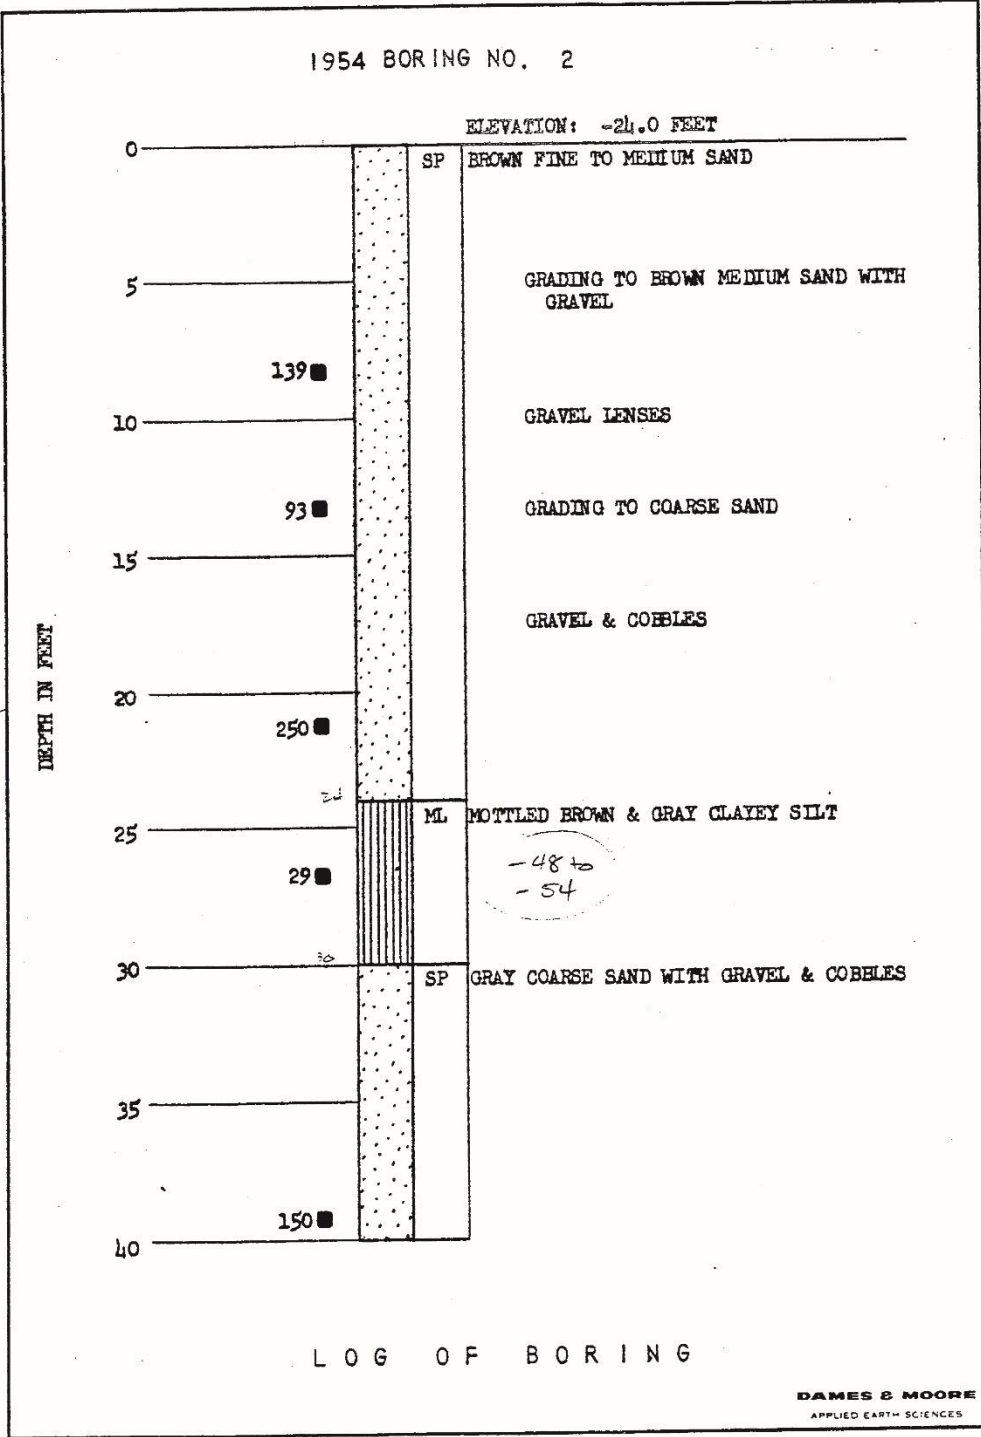 1954 BORING NO. 2
ELEVATION: -24.0 FEET
0
SP BROWN FINE TO MEDIUM SAND
5
GRADING TO BROWN MEDIUM SAND WITH
GRAVEL
139
10
GRAVEL LENSES
93
GRADING TO COARSE SAND
15
GRAVEL & COBBLES
DEPTH IN FEET
20
250
24
ML MOTTLED BROWN & GRAY CLAYEY SILT
25
-48 to
-54
29
30
30
SP GRAY COARSE SAND WITH GRAVEL & COBBLES
35
150
40
LOG OF BORING
DAMES & MOORE
APPLIED EARTH SCIENCES